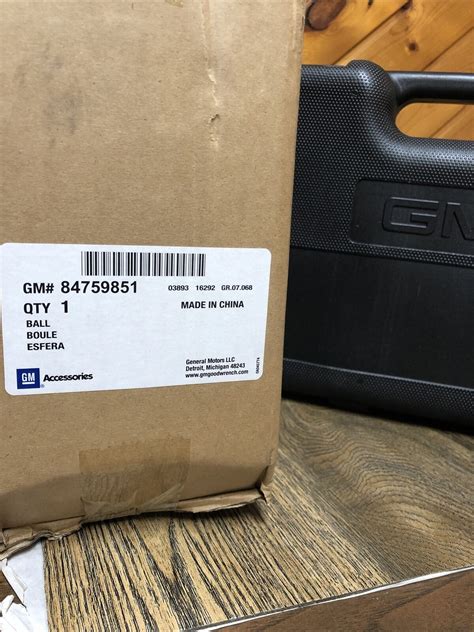 GM# 84759851
03893 16292 GR.07.068
QTY 1
MADE IN CHINA
BALL
BOULE
ESFERA
General Motors LLC
Detroit, Michigan 48243
www.gmgoodwrench.com
GM Accessories
GM